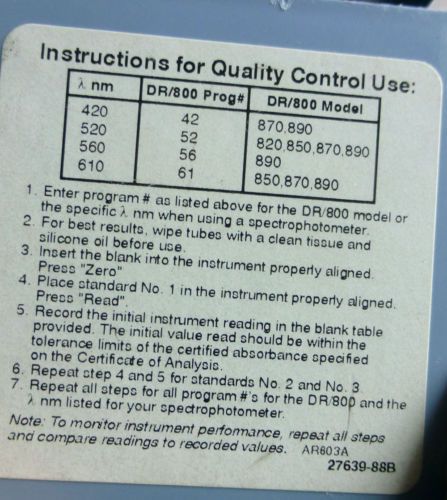 Instructions for Quality Control Use:
λ nm DR/800 Prog# DR/800 Model
420 42 870,890
520 52 820,850,870,890
560 56 890
610 61 850,870,890
1. Enter program # as listed above for the DR/800 model or
the specific λ nm when using a spectrophotometer.
2. For best results, wipe tubes with a clean tissue and
silicone oil before use.
3. Insert the blank into the instrument properly aligned.
Press "Zero"
4. Place standard No. 1 in the instrument properly aligned.
Press "Read".
5. Record the initial instrument reading in the blank table
provided. The initial value read should be within the
tolerance limits of the certified absorbance specified
on the Certificate of Analysis.
6. Repeat step 4 and 5 for standards No. 2 and No. 3
7. Repeat all steps for all program #'s for the DR/800 and the
λ nm listed for your spectrophotometer.
Note: To monitor instrument performance, repeat all steps
and compare readings to recorded values. AR603A
27639-88B